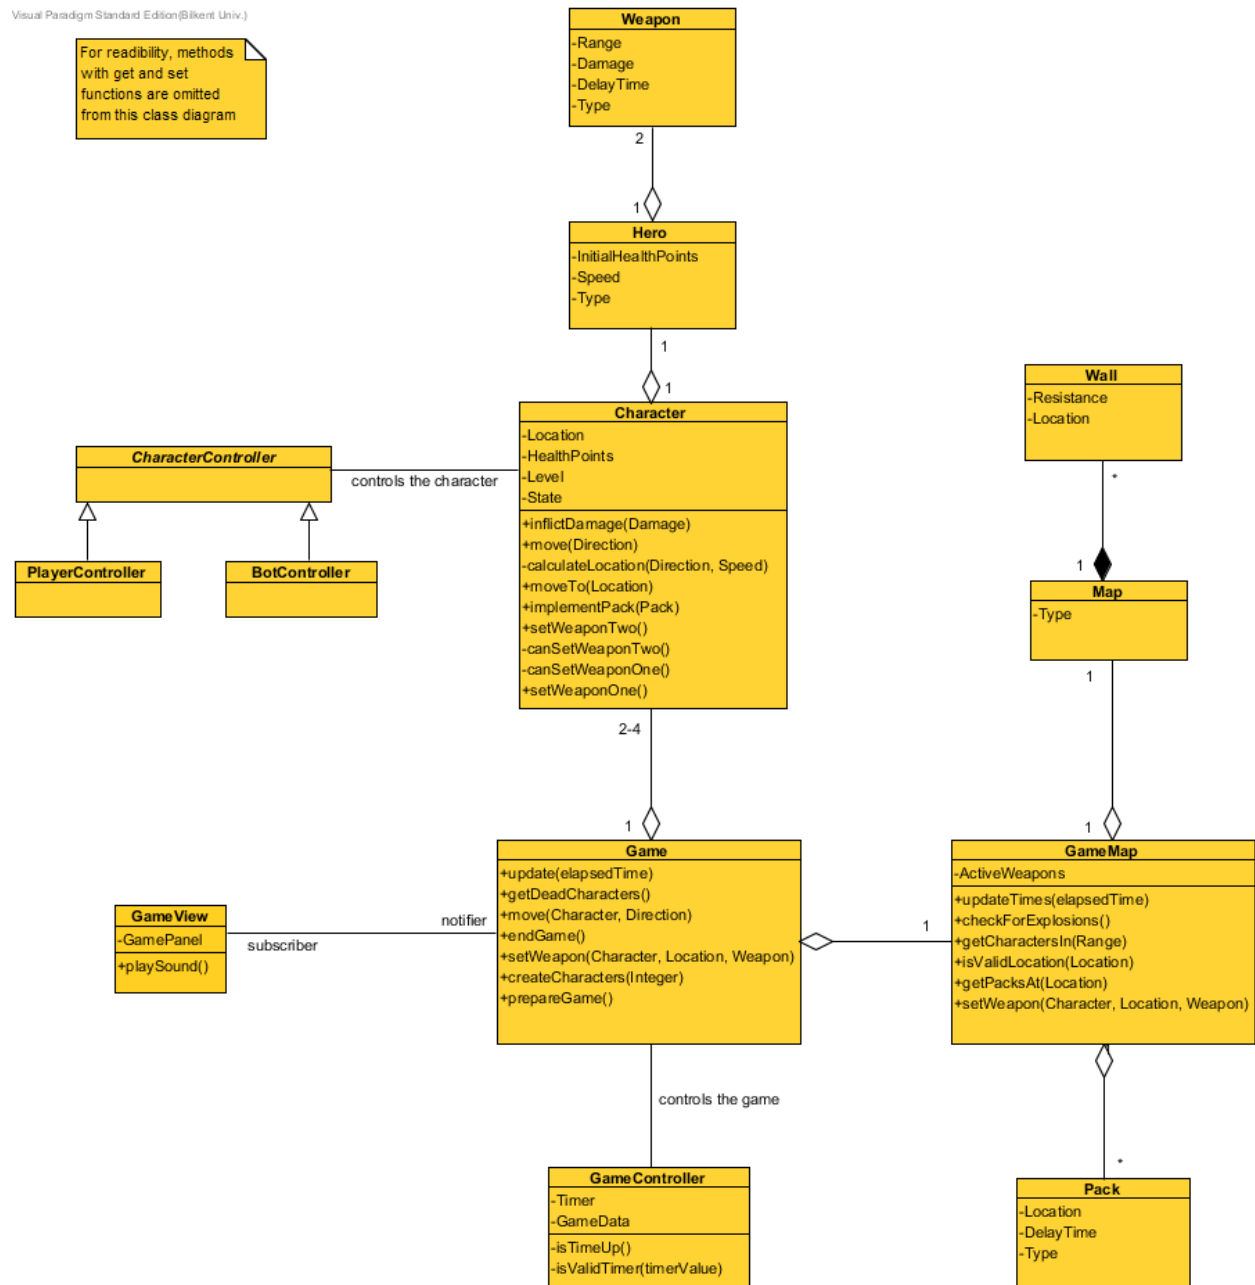 Visual Paradigm Standard Edition(Bilkent Univ.)
For readibility, methods
with get and set
functions are omitted
from this class diagram
Weapon
-Range
-Damage
-DelayTime
-Type
2
1
Hero
-InitialHealthPoints
-Speed
-Type
1
1
Character
-Location
-HealthPoints
-Level
-State
+inflictDamage(Damage)
+move(Direction)
-calculateLocation(Direction, Speed)
+moveTo(Location)
+implementPack(Pack)
+setWeaponTwo()
-canSetWeaponTwo()
-canSetWeaponOne()
+setWeaponOne()
CharacterController
controls the character
PlayerController
BotController
Wall
-Resistance
-Location
*
1
Map
-Type
1
2-4
1
1
Game
+update(elapsedTime)
+getDeadCharacters()
+move(Character, Direction)
+endGame()
+setWeapon(Character, Location, Weapon)
+createCharacters(Integer)
+prepareGame()
GameView
-GamePanel
+playSound()
notifier
subscriber
1
GameMap
-ActiveWeapons
+updateTimes(elapsedTime)
+checkForExplosions()
+getCharactersIn(Range)
+isValidLocation(Location)
+getPacksAt(Location)
+setWeapon(Character, Location, Weapon)
1
controls the game
*
GameController
-Timer
-GameData
-isTimeUp()
-isValidTimer(timerValue)
Pack
-Location
-DelayTime
-Type